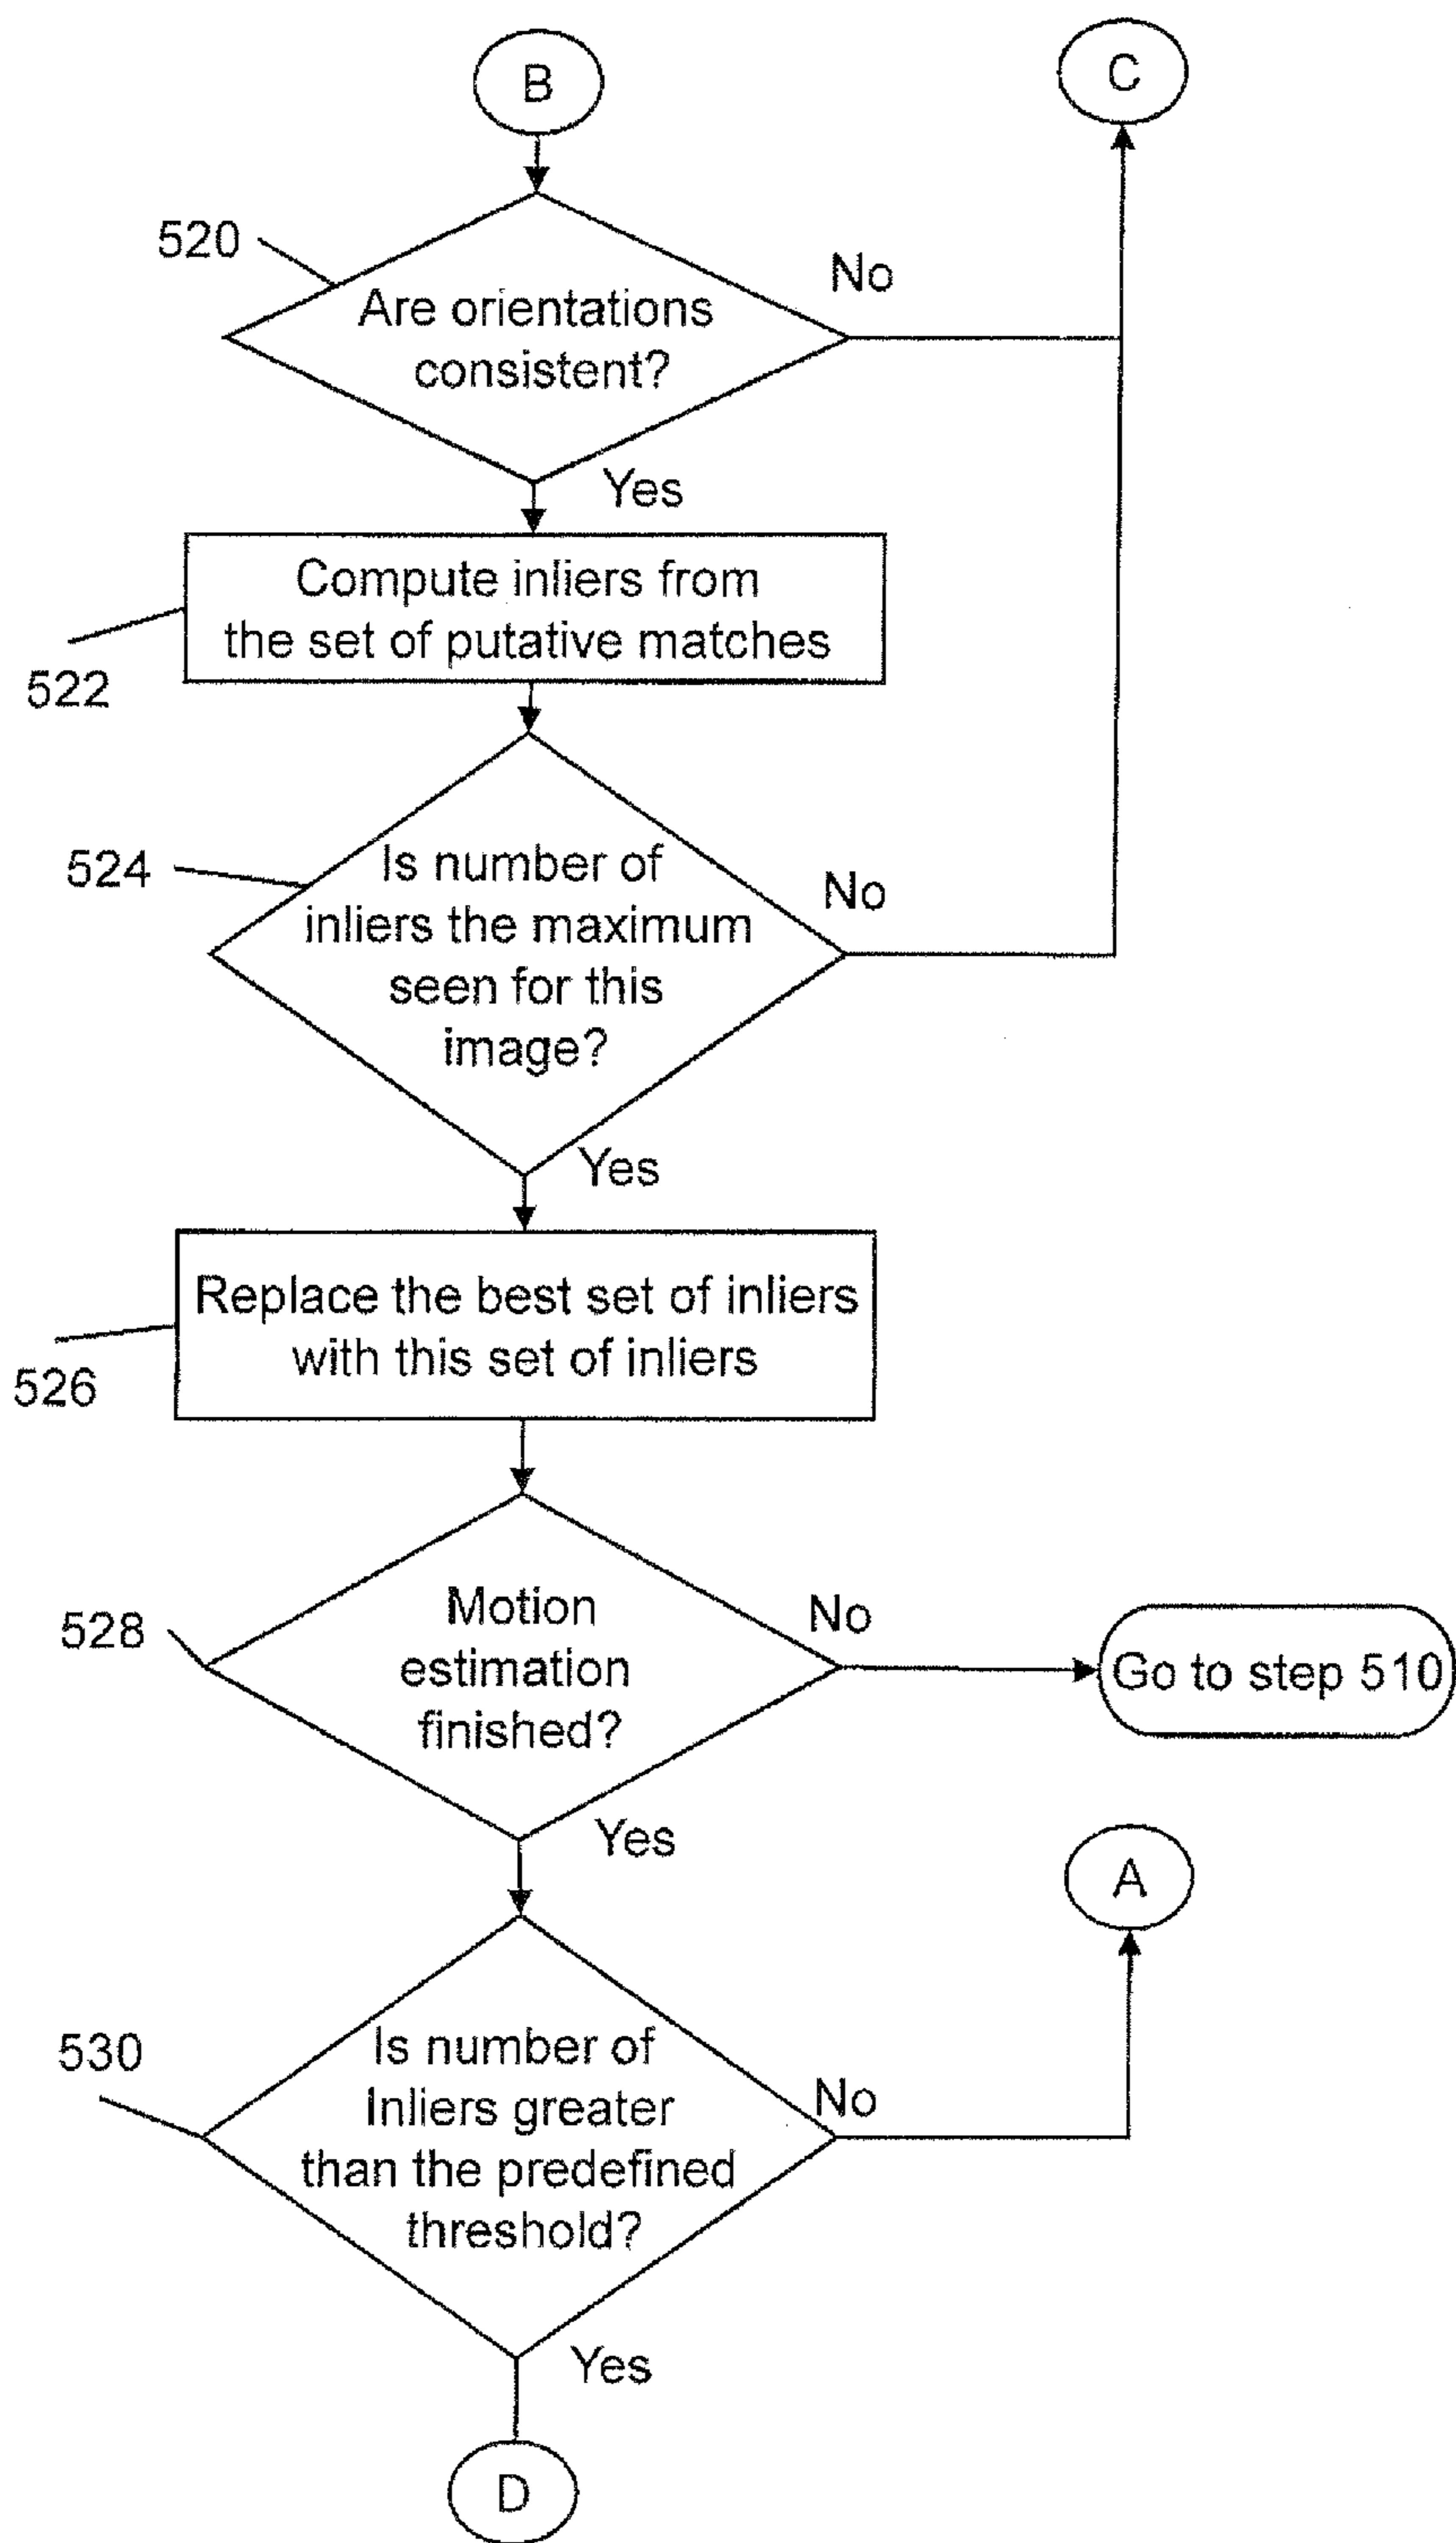 B
C
520
Are orientations
consistent?
No
Yes
Compute inliers from
the set of putative matches
522
524
Is number of
inliers the maximum
seen for this
image?
No
Yes
Replace the best set of inliers
with this set of inliers
526
528
Motion
estimation
finished?
No
Go to step 510
Yes
A
530
Is number of
Inliers greater
than the predefined
threshold?
No
Yes
D